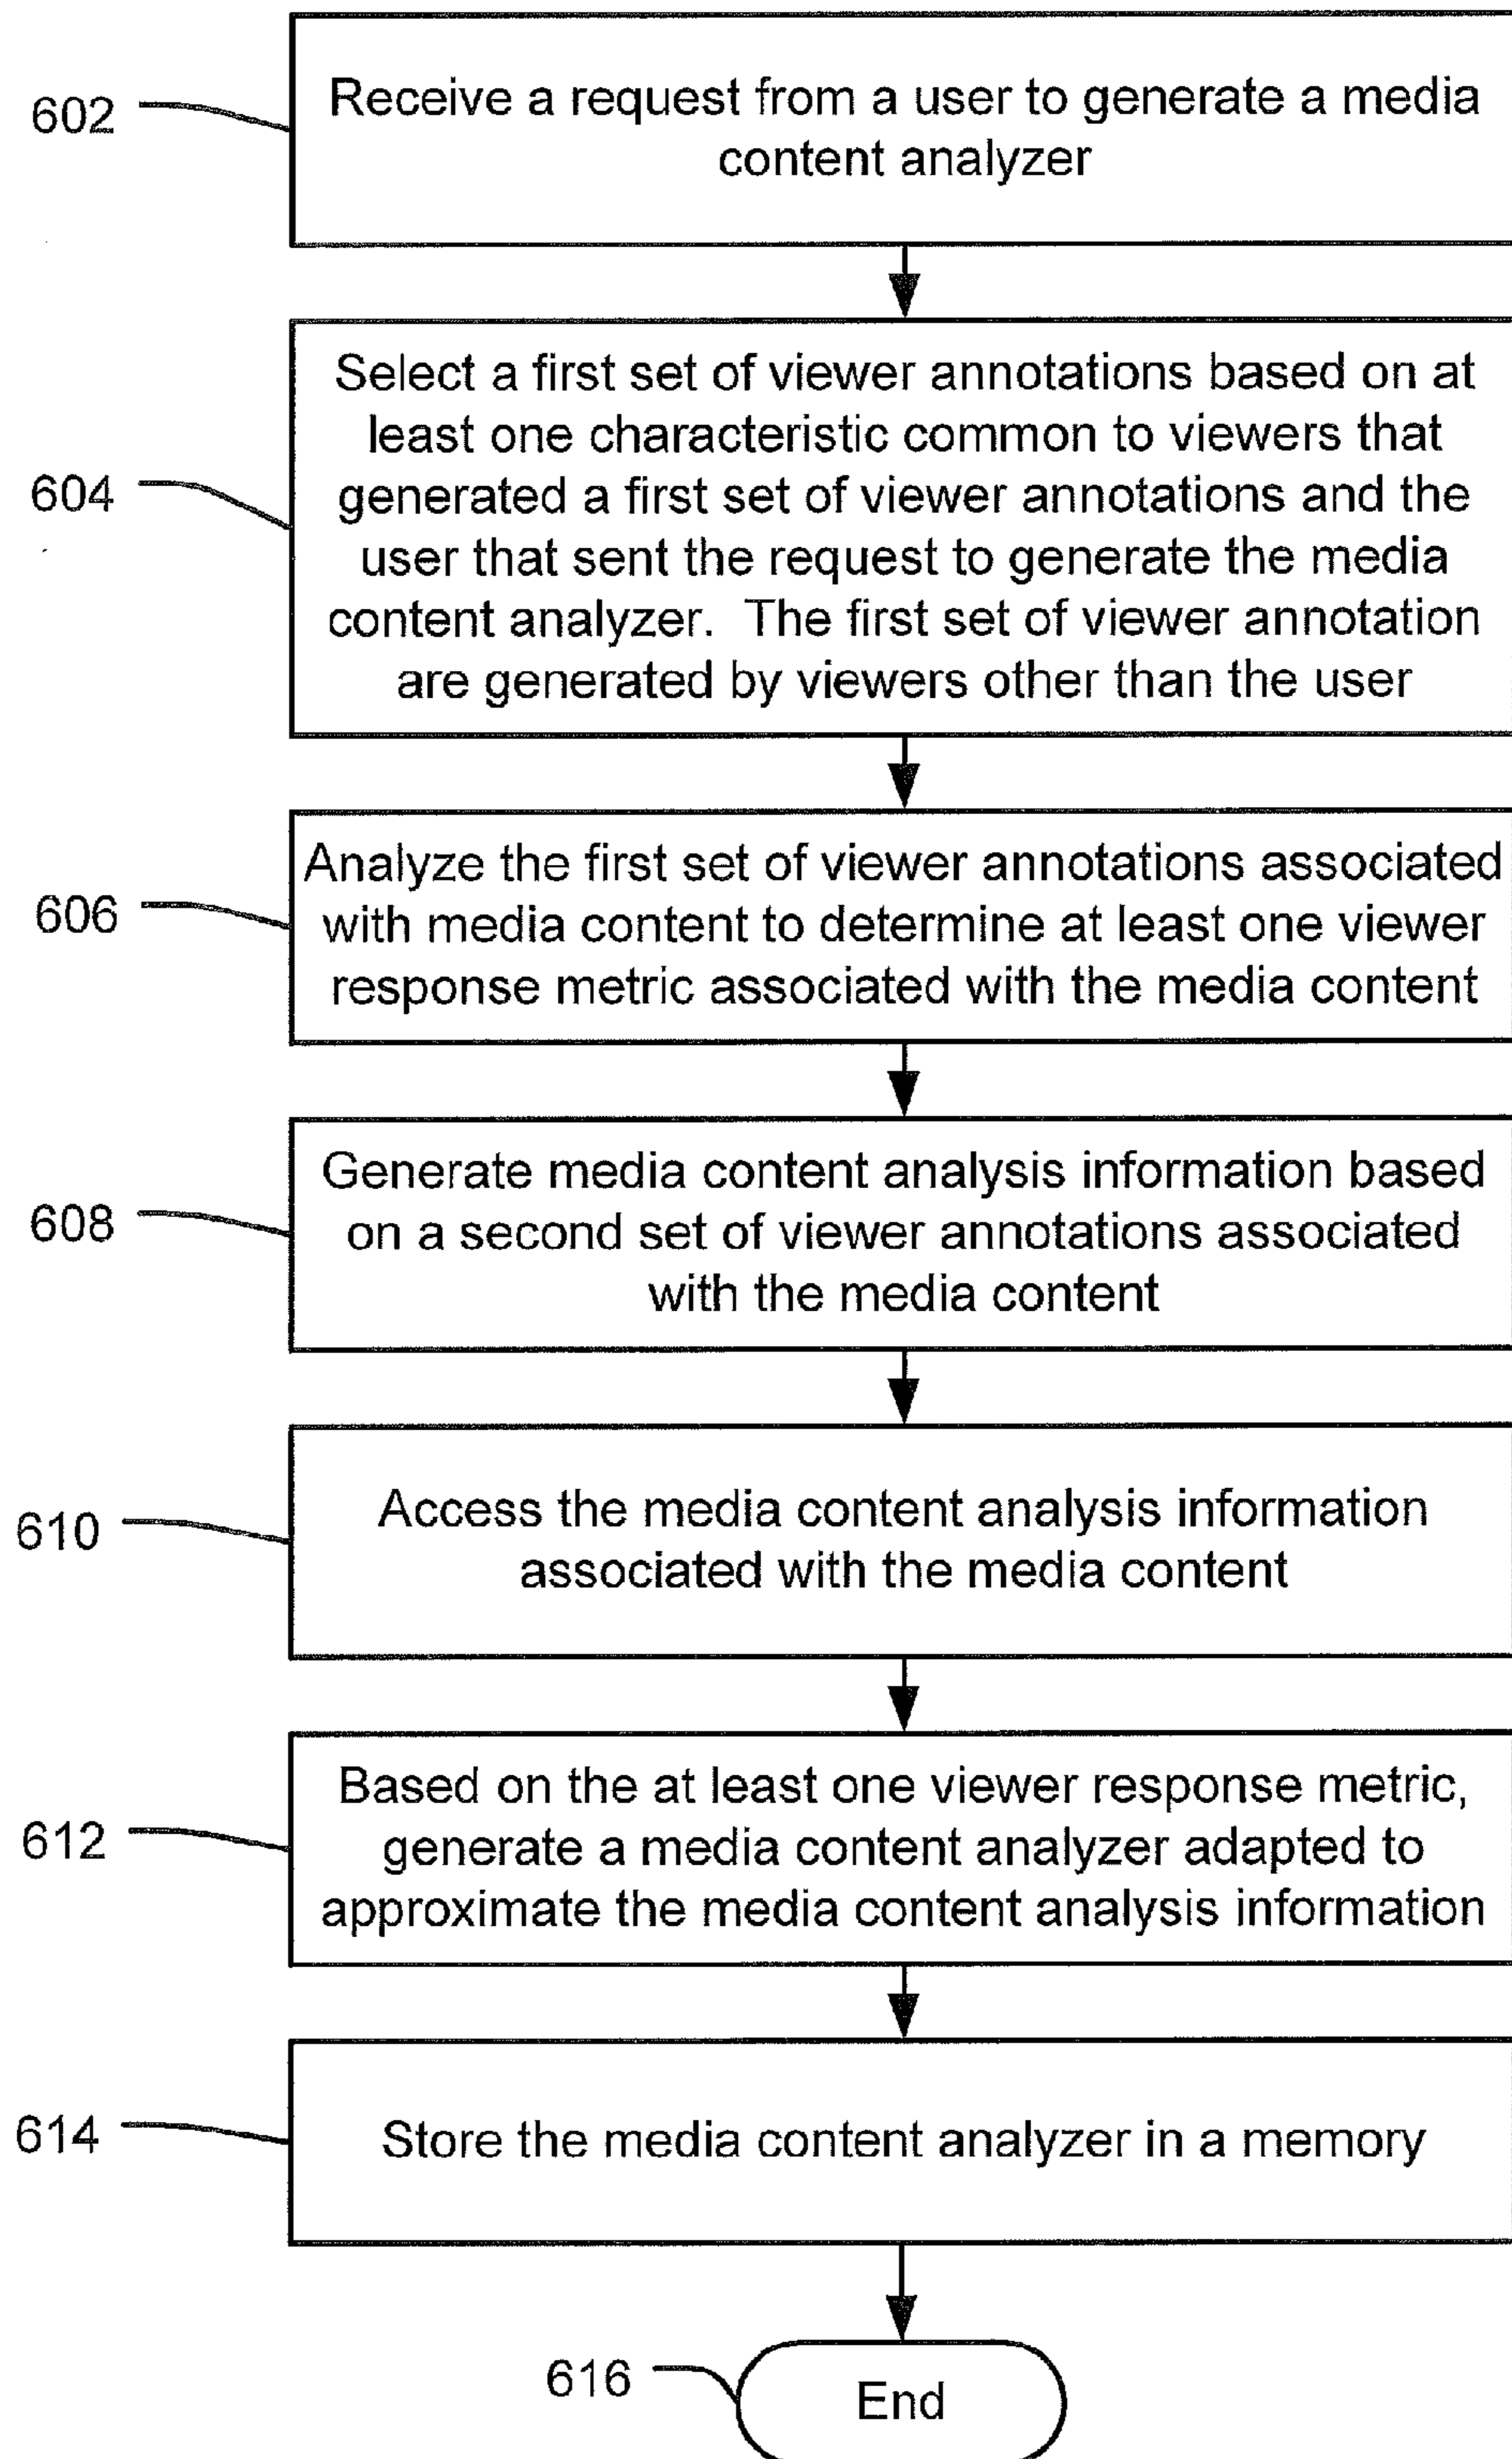 602
Receive a request from a user to generate a media
content analyzer
604
Select a first set of viewer annotations based on at
least one characteristic common to viewers that
generated a first set of viewer annotations and the
user that sent the request to generate the media
content analyzer.  The first set of viewer annotation
are generated by viewers other than the user
606
Analyze the first set of viewer annotations associated
with media content to determine at least one viewer
response metric associated with the media content
608
Generate media content analysis information based
on a second set of viewer annotations associated
with the media content
610
Access the media content analysis information
associated with the media content
612
Based on the at least one viewer response metric,
generate a media content analyzer adapted to
approximate the media content analysis information
614
Store the media content analyzer in a memory
616
End